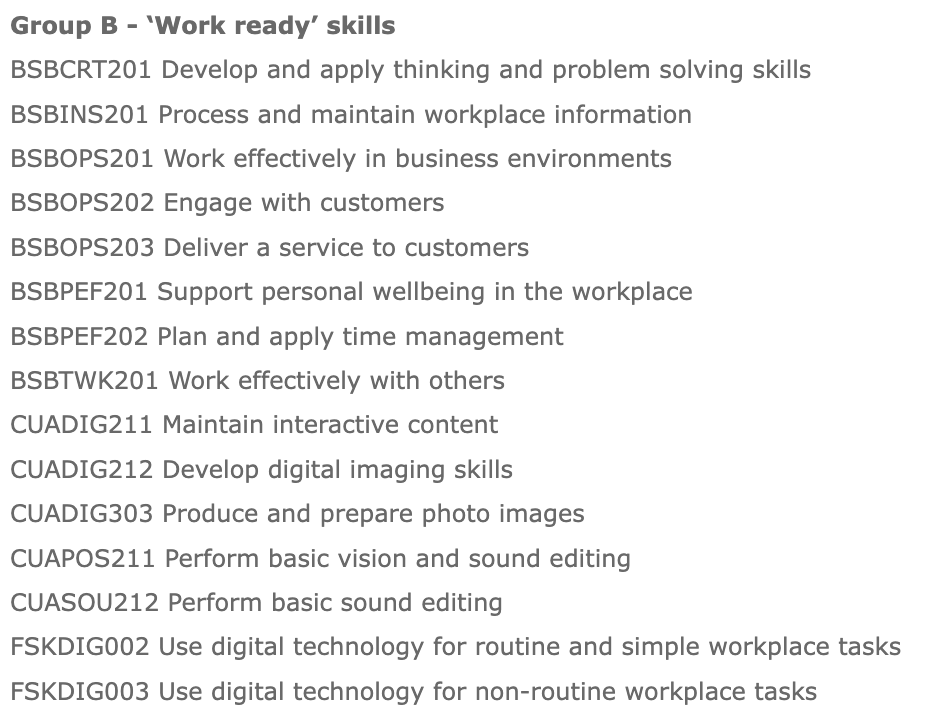 Group B - ‘Work ready’ skills
BSBCRT201 Develop and apply thinking and problem solving skills
BSBINS201 Process and maintain workplace information
BSBOPS201 Work effectively in business environments
BSBOPS202 Engage with customers
BSBOPS203 Deliver a service to customers
BSBPEF201 Support personal wellbeing in the workplace
BSBPEF202 Plan and apply time management
BSBTWK201 Work effectively with others
CUADIG211 Maintain interactive content
CUADIG212 Develop digital imaging skills
CUADIG303 Produce and prepare photo images
CUAPOS211 Perform basic vision and sound editing
CUASOU212 Perform basic sound editing
FSKDIG002 Use digital technology for routine and simple workplace tasks
FSKDIG003 Use digital technology for non-routine workplace tasks